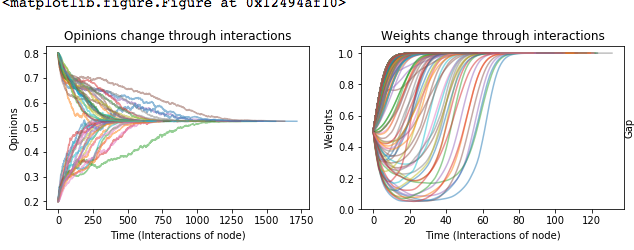 <matplotlib.figure.Figure at 0x12494af10>
Opinions change through interactions
Opinions
0.8
0.7
0.6
0.5
0.4
0.3
0.2
0 250 500 750 1000 1250 1500 1750
Time (Interactions of node)
Weights change through interactions
Weights
1.0
0.8
0.6
0.4
0.2
0.0
0 20 40 60 80 100 120
Time (Interactions of node)
Gap